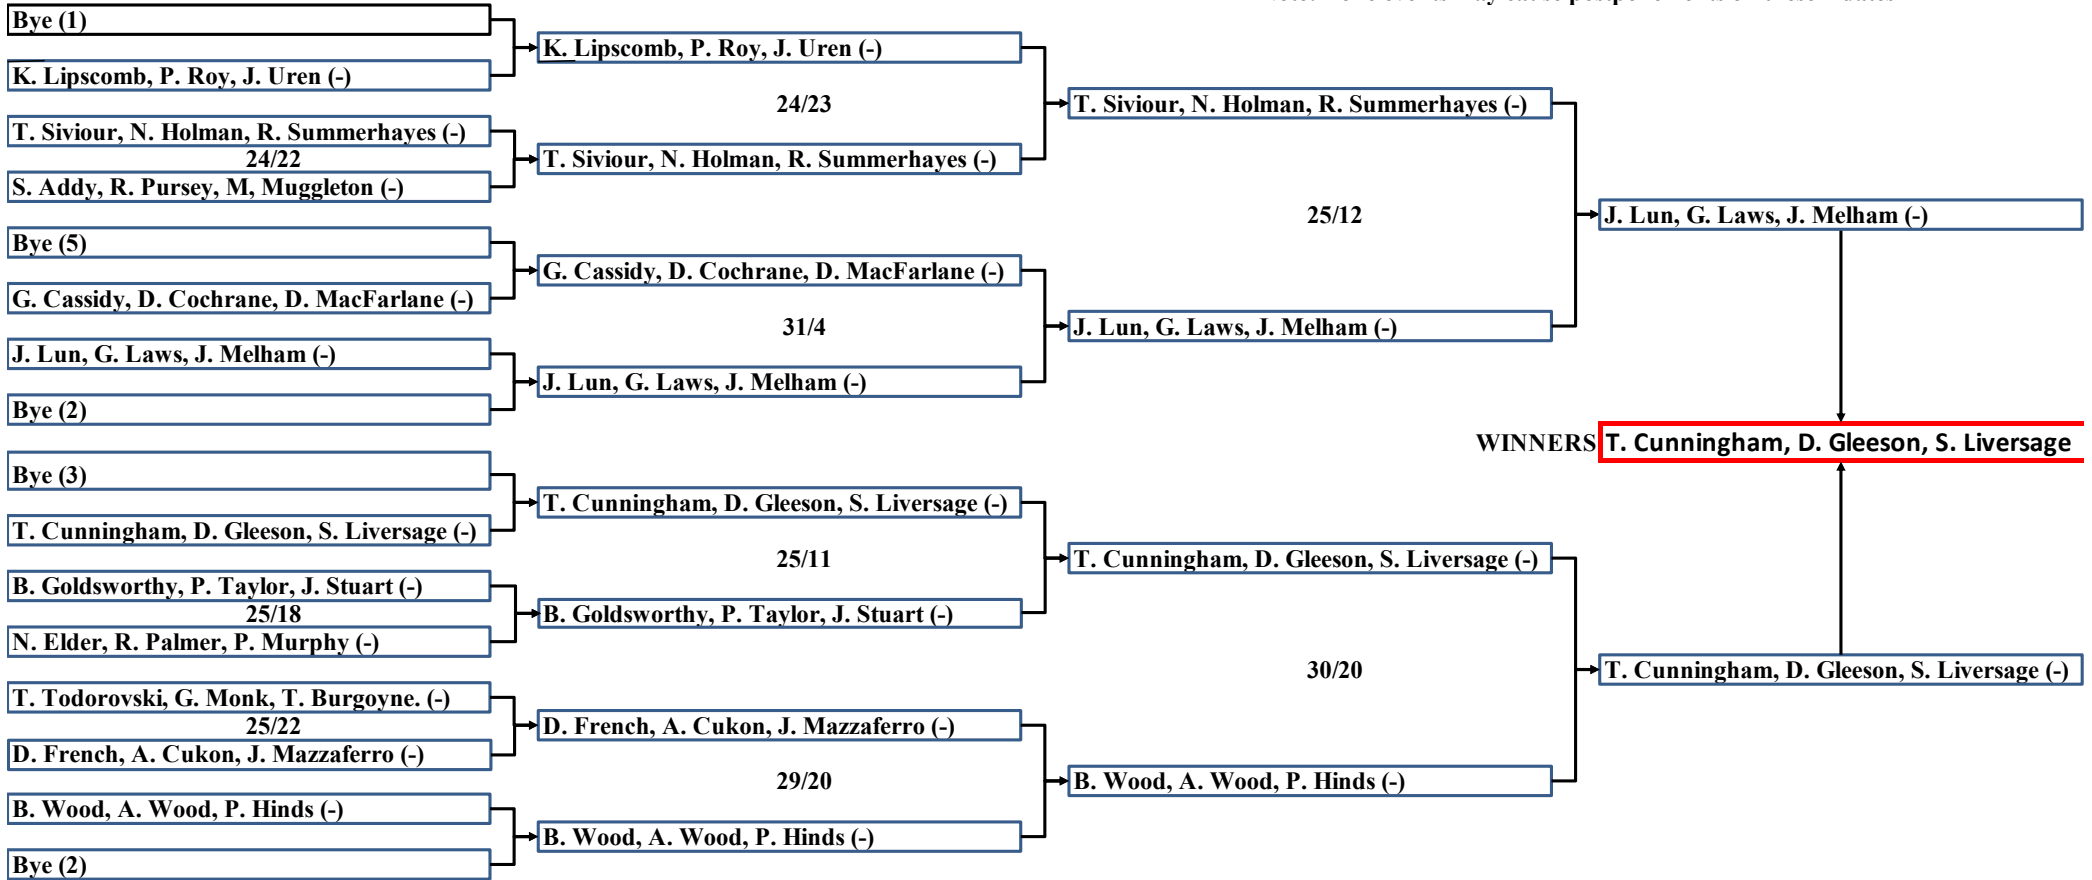 Bye (1)
K. Lipscomb, P. Roy, J. Uren (-)
T. Siviour, N. Holman, R. Summerhayes (-)
24/22
S. Addy, R. Pursey, M, Muggleton (-)
Bye (5)
G. Cassidy, D. Cochrane, D. MacFarlane (-)
J. Lun, G. Laws, J. Melham (-)
Bye (2)
Bye (3)
T. Cunningham, D. Gleeson, S. Liversage (-)
B. Goldsworthy, P. Taylor, J. Stuart (-)
25/18
N. Elder, R. Palmer, P. Murphy (-)
T. Todorovski, G. Monk, T. Burgoyne. (-)
25/22
D. French, A. Cukon, J. Mazzaferro (-)
B. Wood, A. Wood, P. Hinds (-)
Bye (2)
K. Lipscomb, P. Roy, J. Uren (-)
24/23
T. Siviour, N. Holman, R. Summerhayes (-)
G. Cassidy, D. Cochrane, D. MacFarlane (-)
31/4
J. Lun, G. Laws, J. Melham (-)
T. Cunningham, D. Gleeson, S. Liversage (-)
25/11
B. Goldsworthy, P. Taylor, J. Stuart (-)
D. French, A. Cukon, J. Mazzaferro (-)
29/20
B. Wood, A. Wood, P. Hinds (-)
T. Siviour, N. Holman, R. Summerhayes (-)
25/12
J. Lun, G. Laws, J. Melham (-)
T. Cunningham, D. Gleeson, S. Liversage (-)
30/20
B. Wood, A. Wood, P. Hinds (-)
J. Lun, G. Laws, J. Melham (-)
WINNERS T. Cunningham, D. Gleeson, S. Liversage
T. Cunningham, D. Gleeson, S. Liversage (-)